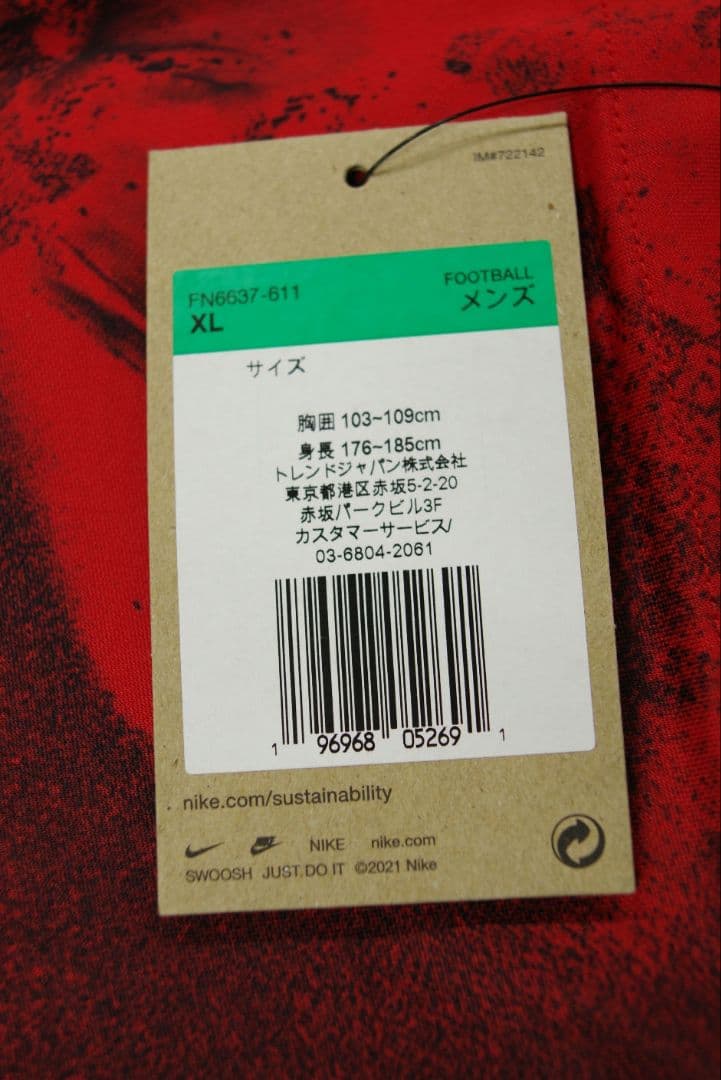 IM#722142
FN6637-611 FOOTBALL
XL メンズ
サイズ
胸囲 103~109cm
身長 176~185cm
トレンドジャパン株式会社
東京都港区赤坂5-2-20
赤坂パークビル3F
カスタマーサービス/
03-6804-2061
1 96968 05269 1
nike.com/sustainability
NIKE nike.com
SWOOSH JUST DO IT ©2021 Nike